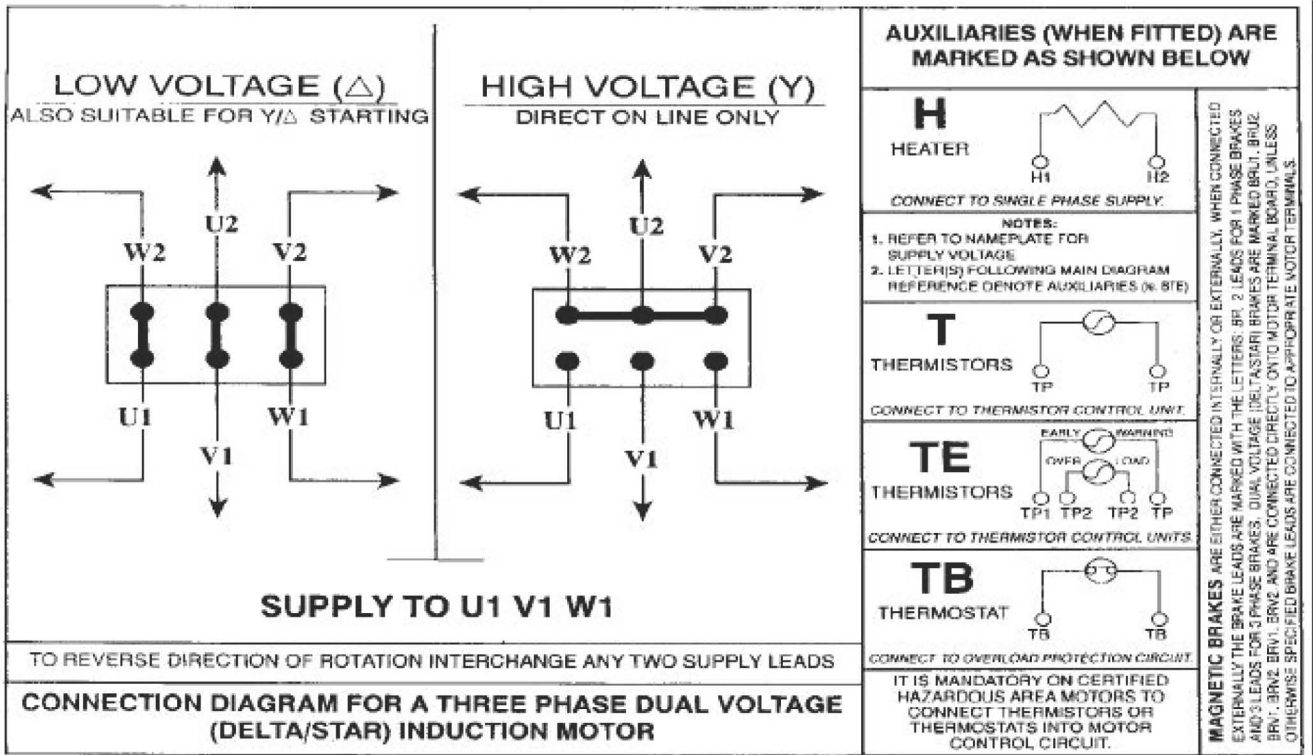 LOW VOLTAGE (△)
ALSO SUITABLE FOR Y/△ STARTING
W2
U2
V2
U1
V1
W1
HIGH VOLTAGE (Y)
DIRECT ON LINE ONLY
W2
U2
V2
U1
V1
W1
SUPPLY TO U1 V1 W1
TO REVERSE DIRECTION OF ROTATION INTERCHANGE ANY TWO SUPPLY LEADS
CONNECTION DIAGRAM FOR A THREE PHASE DUAL VOLTAGE
(DELTA/STAR) INDUCTION MOTOR
AUXILIARIES (WHEN FITTED) ARE
MARKED AS SHOWN BELOW
H
HEATER
H1 H2
CONNECT TO SINGLE PHASE SUPPLY.
NOTES:
1. REFER TO NAMEPLATE FOR
SUPPLY VOLTAGE
2. LETTER(S) FOLLOWING MAIN DIAGRAM
REFERENCE DENOTE AUXILIARIES
T
THERMISTORS
TP TP
CONNECT TO THERMISTOR CONTROL UNIT.
TE
THERMISTORS
EARLY WARNING
OVER LOAD
TP1 TP2 TP2 TP
CONNECT TO THERMISTOR CONTROL UNITS.
TB
THERMOSTAT
TB TB
CONNECT TO OVERLOAD PROTECTION CIRCUIT.
IT IS MANDATORY ON CERTIFIED
HAZARDOUS AREA MOTORS TO
CONNECT THERMISTORS OR
THERMOSTATS INTO MOTOR
CONTROL CIRCUIT.
MAGNETIC BRAKES ARE EITHER CONNECTED INTERNALLY OR EXTERNALLY, WHEN CONNECTED
EXTERNALLY THE BRAKE LEADS ARE MARKED WITH THE LETTERS: BR, 2 LEADS FOR 1 PHASE BRAKES
AND 3 LEADS FOR 3 PHASE BRAKES. DUAL VOLTAGE (DELTA/STAR) BRAKES ARE MARKED BRU1, BRU2,
BRV1, BRV2, BRW1, BRW2 AND ARE CONNECTED DIRECTLY ONTO MOTOR TERMINAL BOARD, UNLESS
OTHERWISE SPECIFIED BRAKE LEADS ARE CONNECTED TO APPROPRIATE MOTOR TERMINALS.